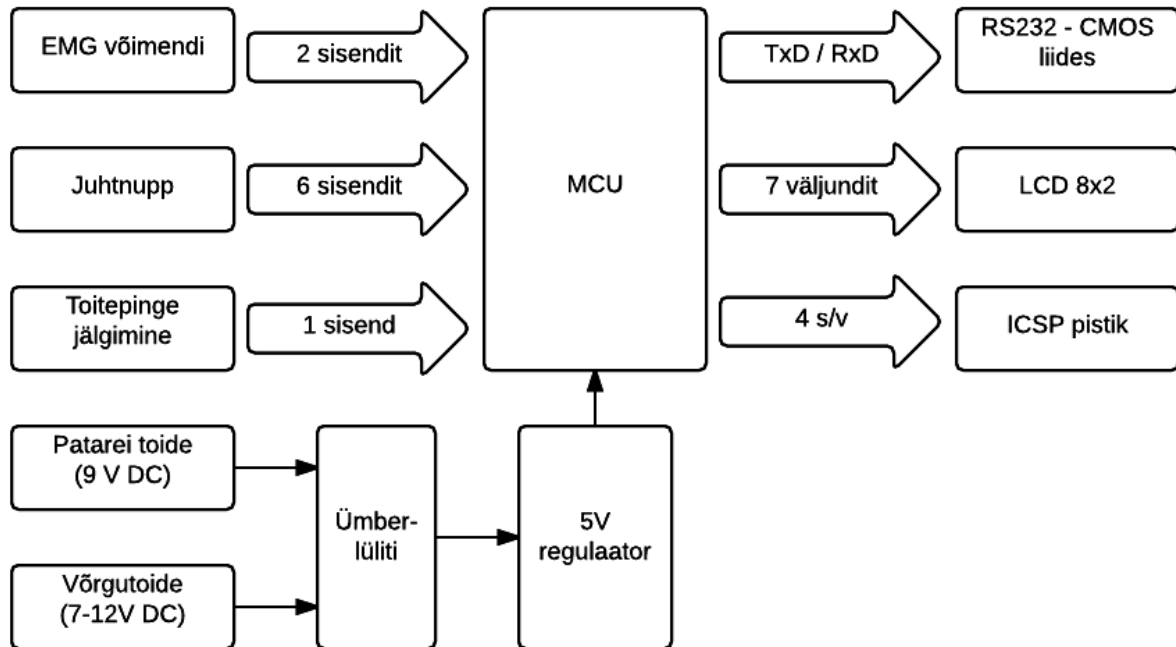 EMG võimendi
2 sisendit
MCU
TxD / RxD
RS232 - CMOS
liides
Juhtnupp
6 sisendit
7 väljundit
LCD 8x2
Toitepinge
jälgimine
1 sisend
4 s/v
ICSP pistik
Patarei toide
(9 V DC)
Ümber-
lüliti
5V
regulaator
Võrgutoide
(7-12V DC)